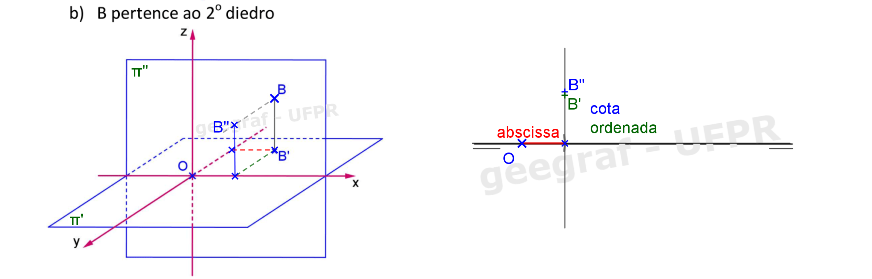 b) B pertence ao 2º diedro
z
π"
B
B"
geegraf - UFPR
O
B'
x
π'
y
B"
B'
cota
abscissa
ordenada
O
geegraf - UFPR